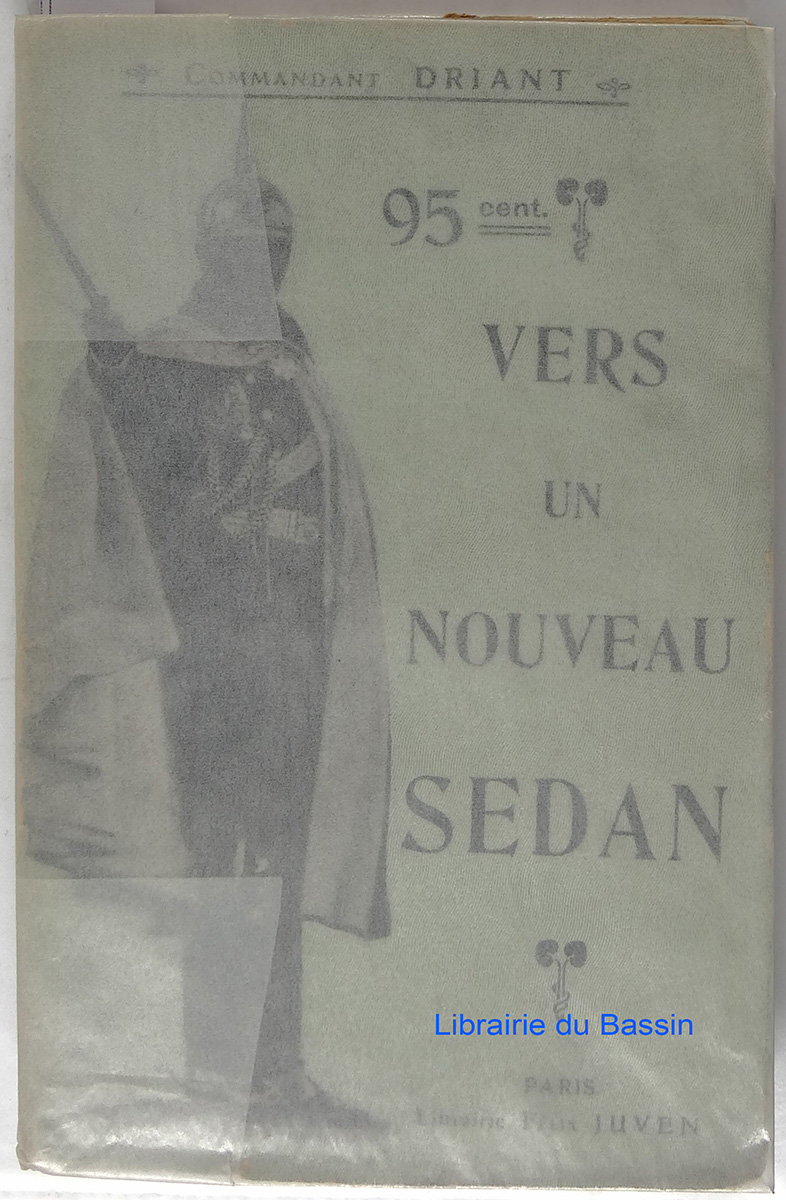 COMMANDANT DRIANT
95 cent.
VERS
UN
NOUVEAU
SEDAN
Librairie du Bassin
PARIS
Librairie Félix JUVEN